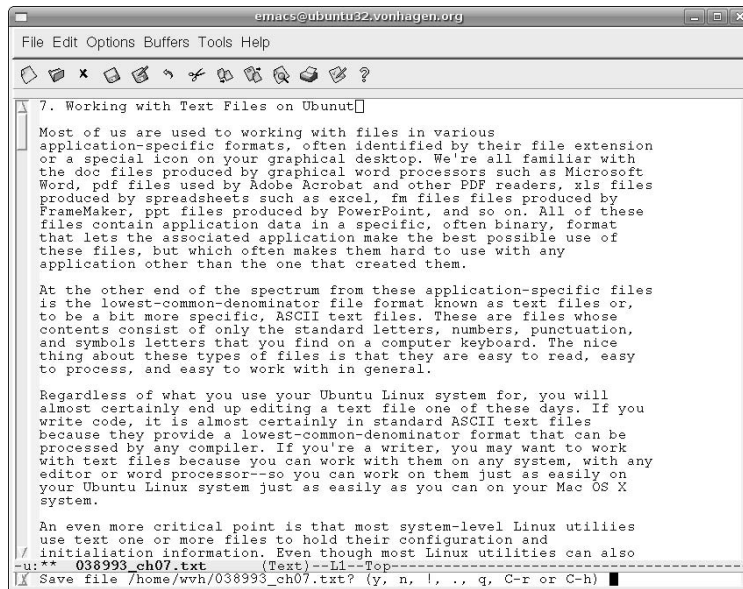 emacs@ubuntu32.vonhagen.org
File Edit Options Buffers Tools Help
7. Working with Text Files on Ubunut
Most of us are used to working with files in various
application-specific formats, often identified by their file extension
or a special icon on your graphical desktop. We're all familiar with
the doc files produced by graphical word processors such as Microsoft
Word, pdf files used by Adobe Acrobat and other PDF readers, xls files
produced by spreadsheets such as excel, fm files files produced by
FrameMaker, ppt files produced by PowerPoint, and so on. All of these
files contain application data in a specific, often binary, format
that lets the associated application make the best possible use of
these files, but which often makes them hard to use with any
application other than the one that created them.
At the other end of the spectrum from these application-specific files
is the lowest-common-denominator file format known as text files or,
to be a bit more specific, ASCII text files. These are files whose
contents consist of only the standard letters, numbers, punctuation,
and symbols letters that you find on a computer keyboard. The nice
thing about these types of files is that they are easy to read, easy
to process, and easy to work with in general.
Regardless of what you use your Ubuntu Linux system for, you will
almost certainly end up editing a text file one of these days. If you
write code, it is almost certainly in standard ASCII text files
because they provide a lowest-common-denominator format that can be
processed by any compiler. If you're a writer, you may want to work
with text files because you can work with them on any system, with any
editor or word processor--so you can work on them just as easily on
your Ubuntu Linux system just as easily as you can on your Mac OS X
system.
An even more critical point is that most system-level Linux utiliies
use text one or more files to hold their configuration and
initialiation information. Even though most Linux utilities can also
-u:** 038993_ch07.txt (Text)--L1--Top----------------------------------------
Save file /home/wvh/038993_ch07.txt? (y, n, !, ., q, C-r or C-h)